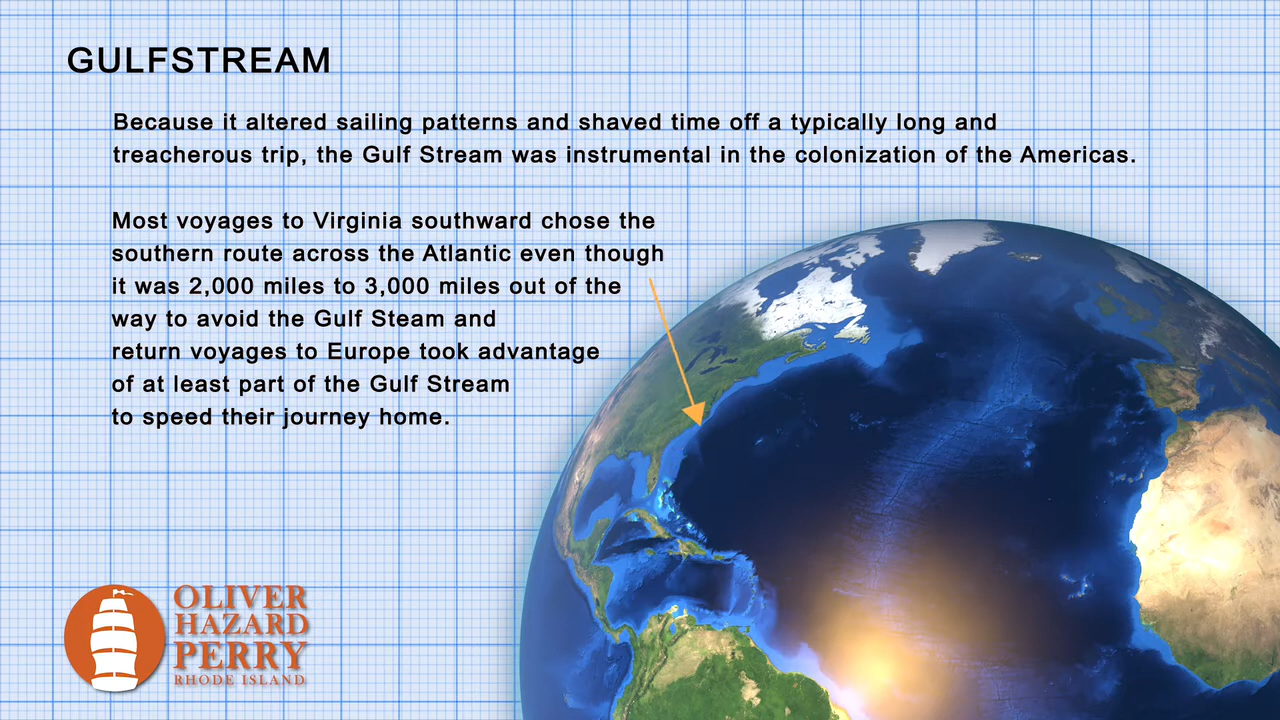 GULFSTREAM
Because it altered sailing patterns and shaved time off a typically long and
treacherous trip, the Gulf Stream was instrumental in the colonization of the Americas.
Most voyages to Virginia southward chose the
southern route across the Atlantic even though
it was 2,000 miles to 3,000 miles out of the
way to avoid the Gulf Steam and
return voyages to Europe took advantage
of at least part of the Gulf Stream
to speed their journey home.
OLIVER
HAZARD
PERRY
RHODE ISLAND